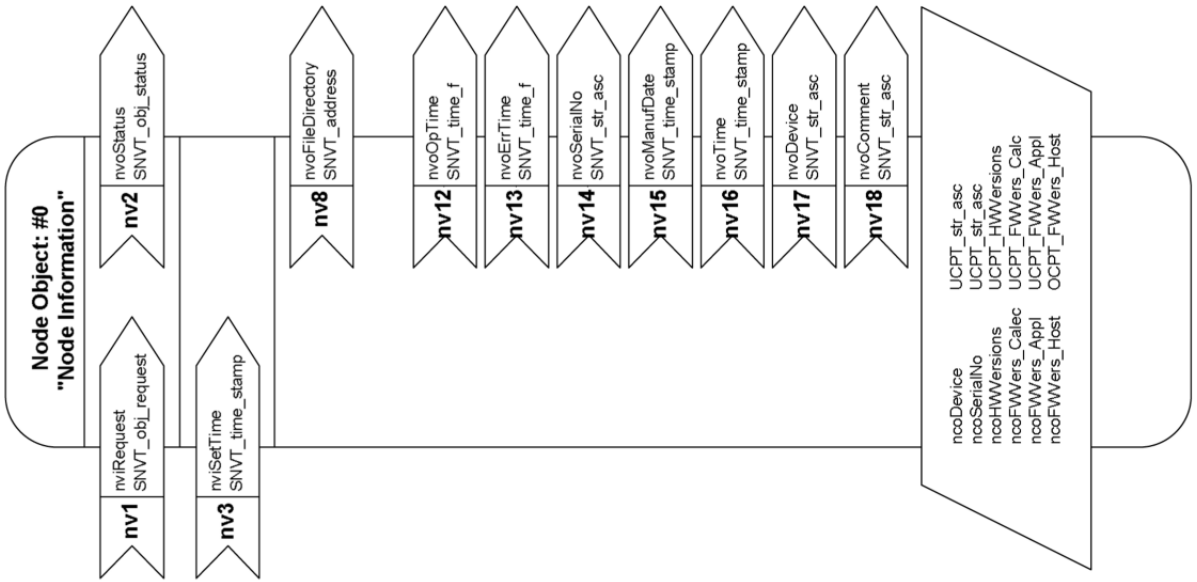 Node Object: #0
"Node Information"
nv1
nviRequest
SNVT_obj_request
nv2
nvoStatus
SNVT_obj_status
nv3
nviSetTime
SNVT_time_stamp
nv8
nvoFileDirectory
SNVT_address
nv12
nvoOpTime
SNVT_time_f
nv13
nvoErrTime
SNVT_time_f
nv14
nvoSerialNo
SNVT_str_asc
nv15
nvoManufDate
SNVT_time_stamp
nv16
nvoTime
SNVT_time_stamp
nv17
nvoDevice
SNVT_str_asc
nv18
nvoComment
SNVT_str_asc
ncoDevice UCPT_str_asc
ncoSerialNo UCPT_str_asc
ncoHWVersions UCPT_HWVersions
ncoFWVers_Calec UCPT_FWVers_Calc
ncoFWVers_Appl UCPT_FWVers_Appl
ncoFWVers_Host OCPT_FWVers_Host